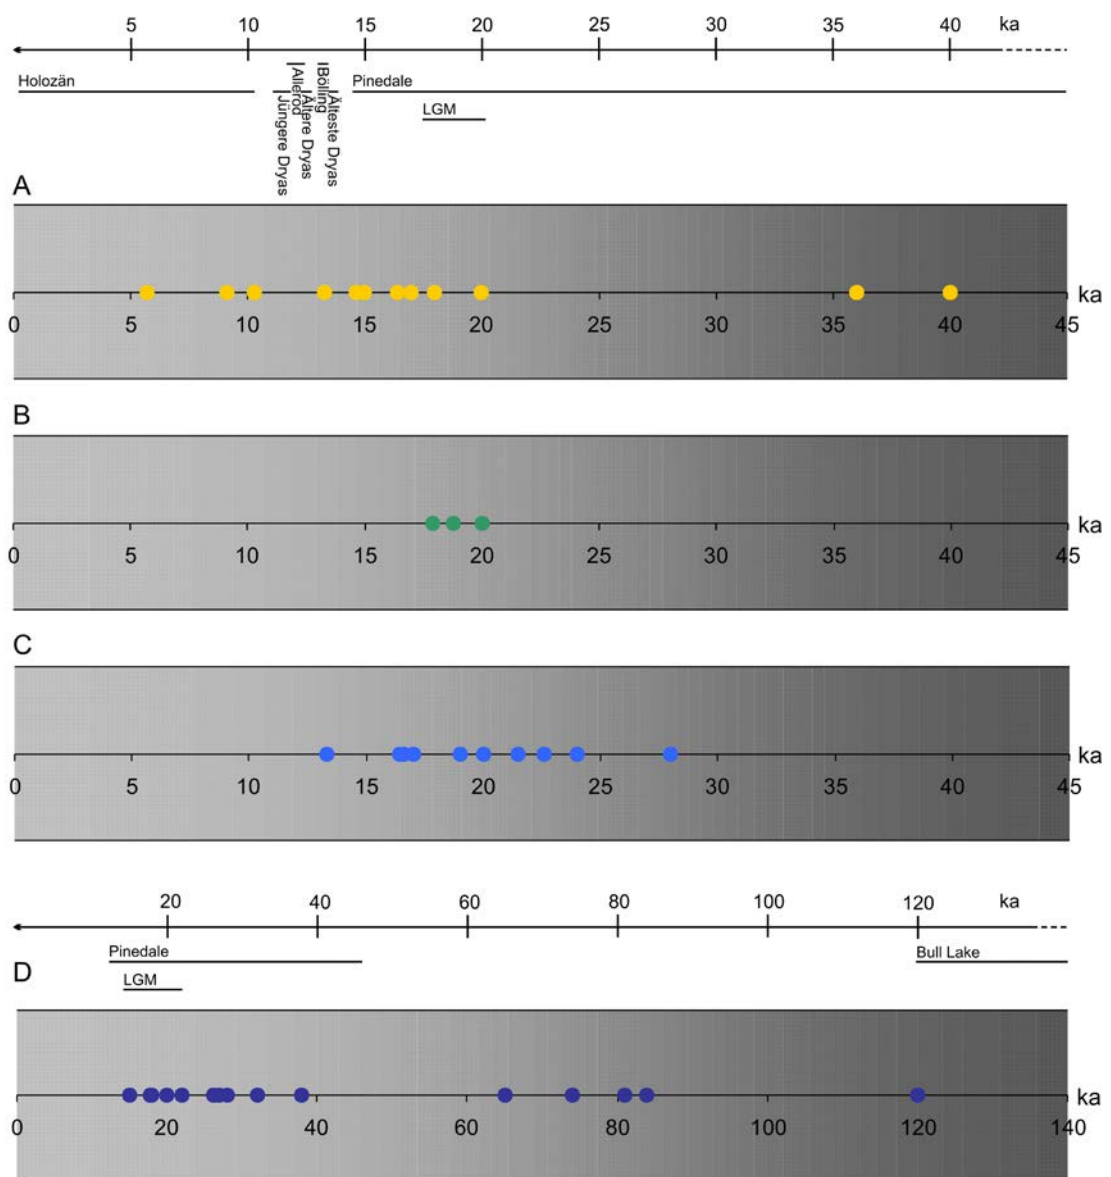 5 10 15 20 25 30 35 40 ka
Holozän
Jüngere Dryas
Alleröd
Ältere Dryas
Bölling
Älteste Dryas
Pinedale
LGM
A
ka
0 5 10 15 20 25 30 35 40 45
B
ka
0 5 10 15 20 25 30 35 40 45
C
ka
0 5 10 15 20 25 30 35 40 45
20 40 60 80 100 120 ka
Pinedale
Bull Lake
LGM
D
ka
0 20 40 60 80 100 120 140